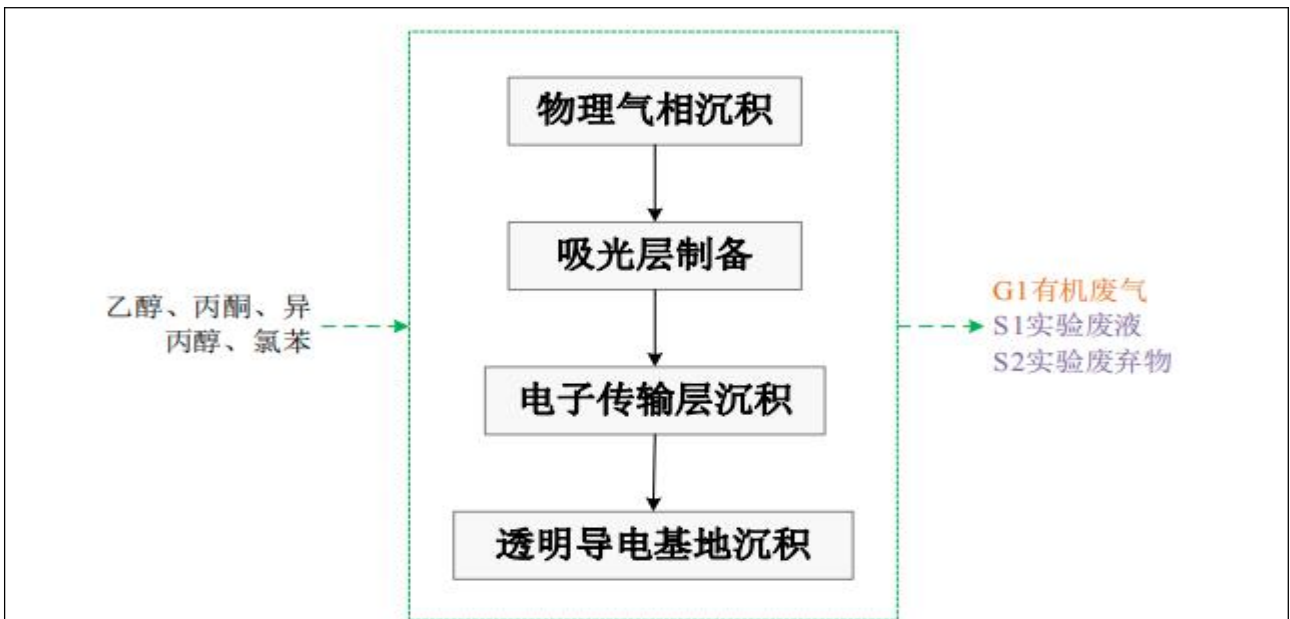 物理气相沉积
吸光层制备
乙醇、丙酮、异
丙醇、氯苯
G1有机废气
S1实验废液
S2实验废弃物
电子传输层沉积
透明导电基地沉积